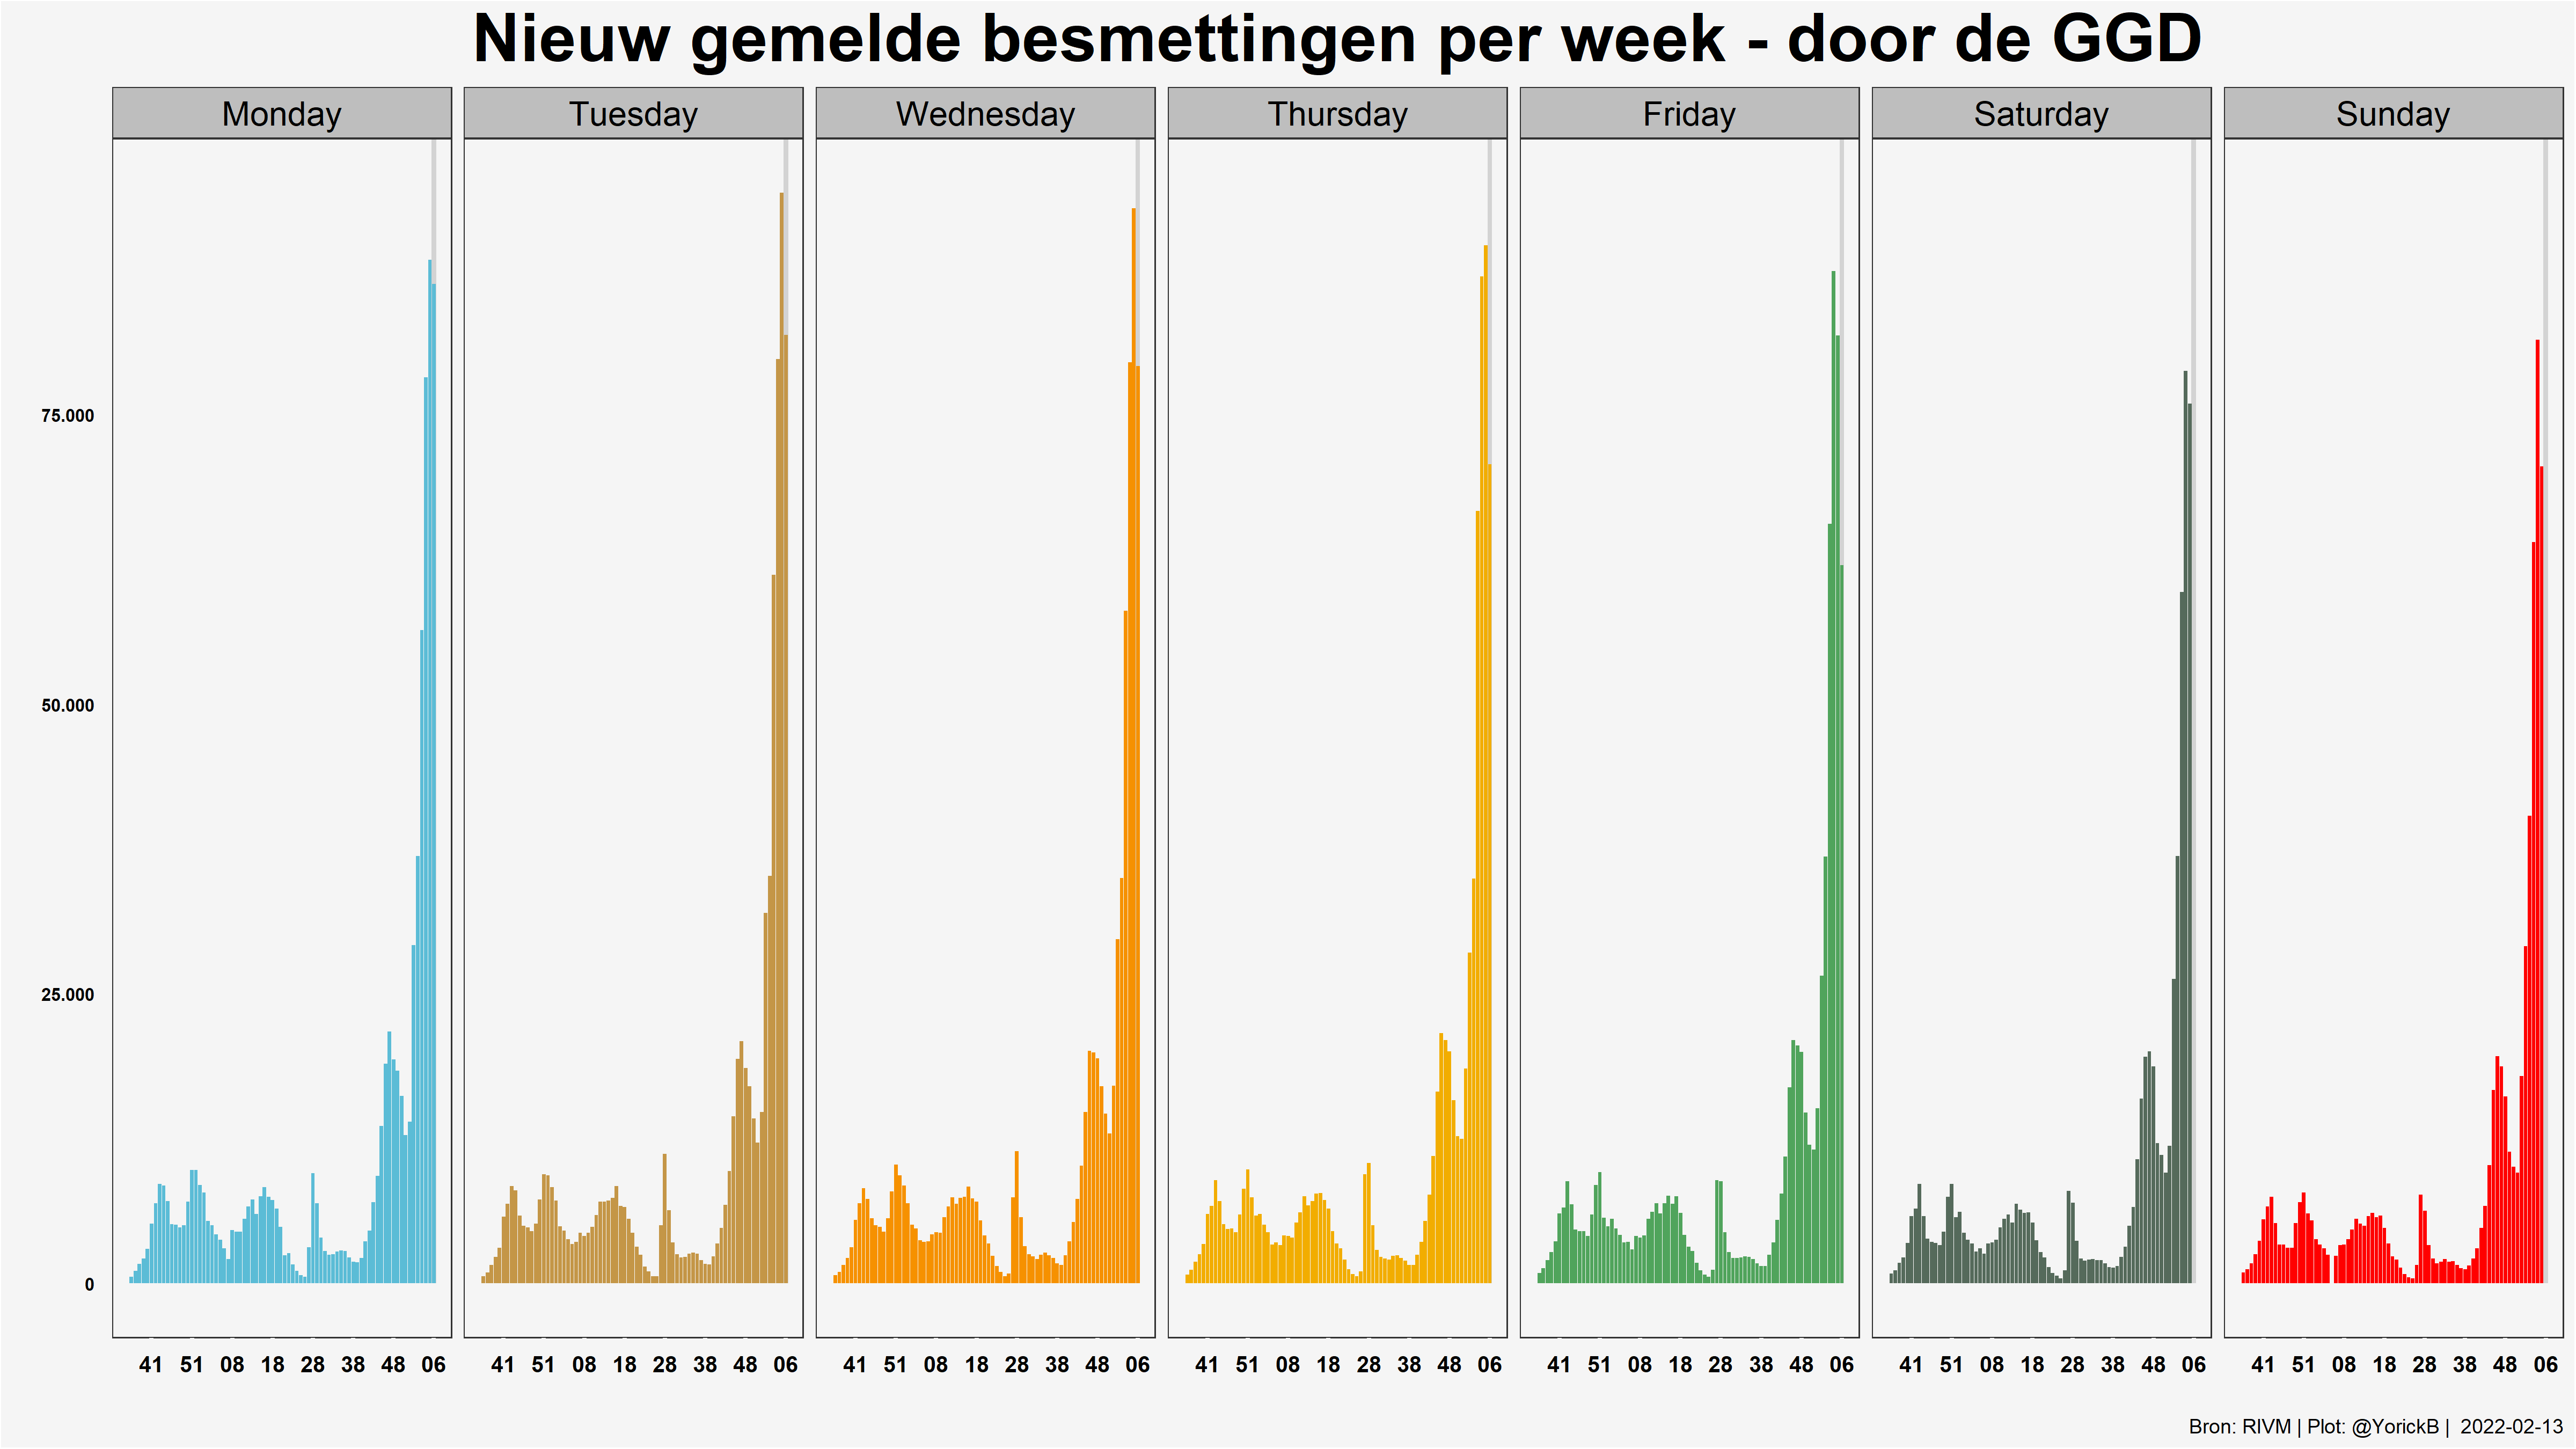 Nieuw gemelde besmettingen per week - door de GGD
Monday Tuesday Wednesday Thursday Friday Saturday Sunday
75.000
50.000
25.000
0
41 51 08 18 28 38 48 06 41 51 08 18 28 38 48 06 41 51 08 18 28 38 48 06 41 51 08 18 28 38 48 06 41 51 08 18 28 38 48 06 41 51 08 18 28 38 48 06 41 51 08 18 28 38 48 06
Bron: RIVM | Plot: @YorickB | 2022-02-13